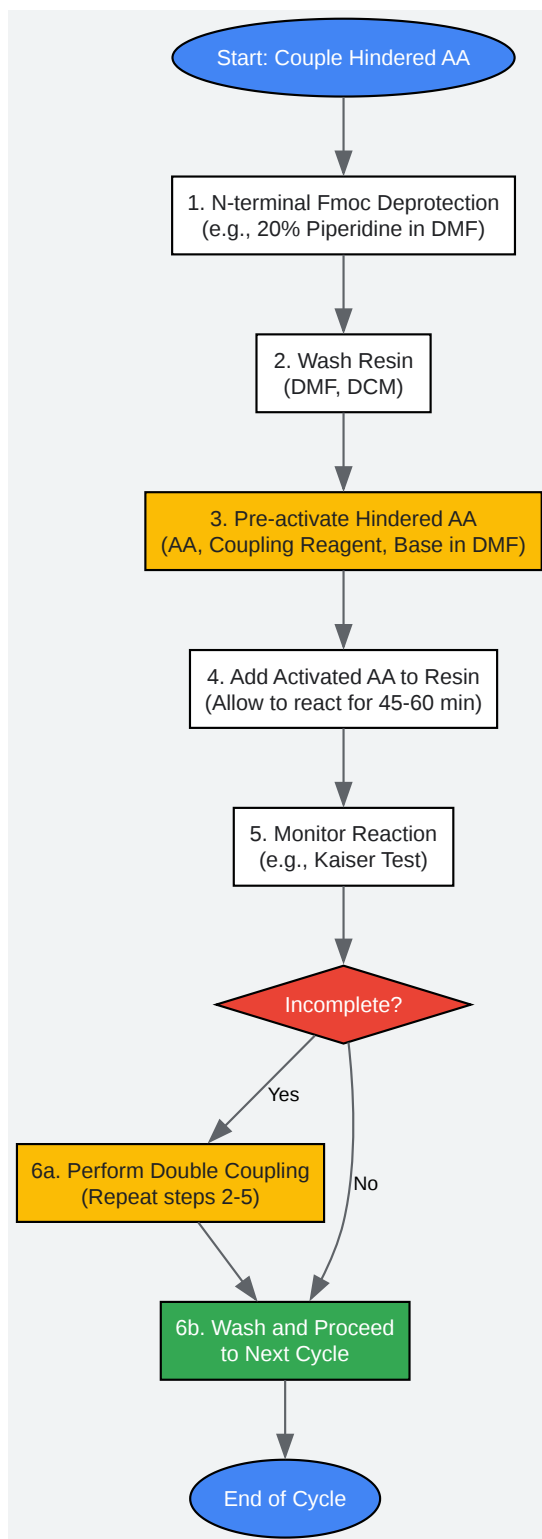 Start: Couple Hindered AA
1. N-terminal Fmoc Deprotection
(e.g., 20% Piperidine in DMF)
2. Wash Resin
(DMF, DCM)
3. Pre-activate Hindered AA
(AA, Coupling Reagent, Base in DMF)
4. Add Activated AA to Resin
(Allow to react for 45-60 min)
5. Monitor Reaction
(e.g., Kaiser Test)
Incomplete?
Yes
6a. Perform Double Coupling
(Repeat steps 2-5)
No
6b. Wash and Proceed
to Next Cycle
End of Cycle